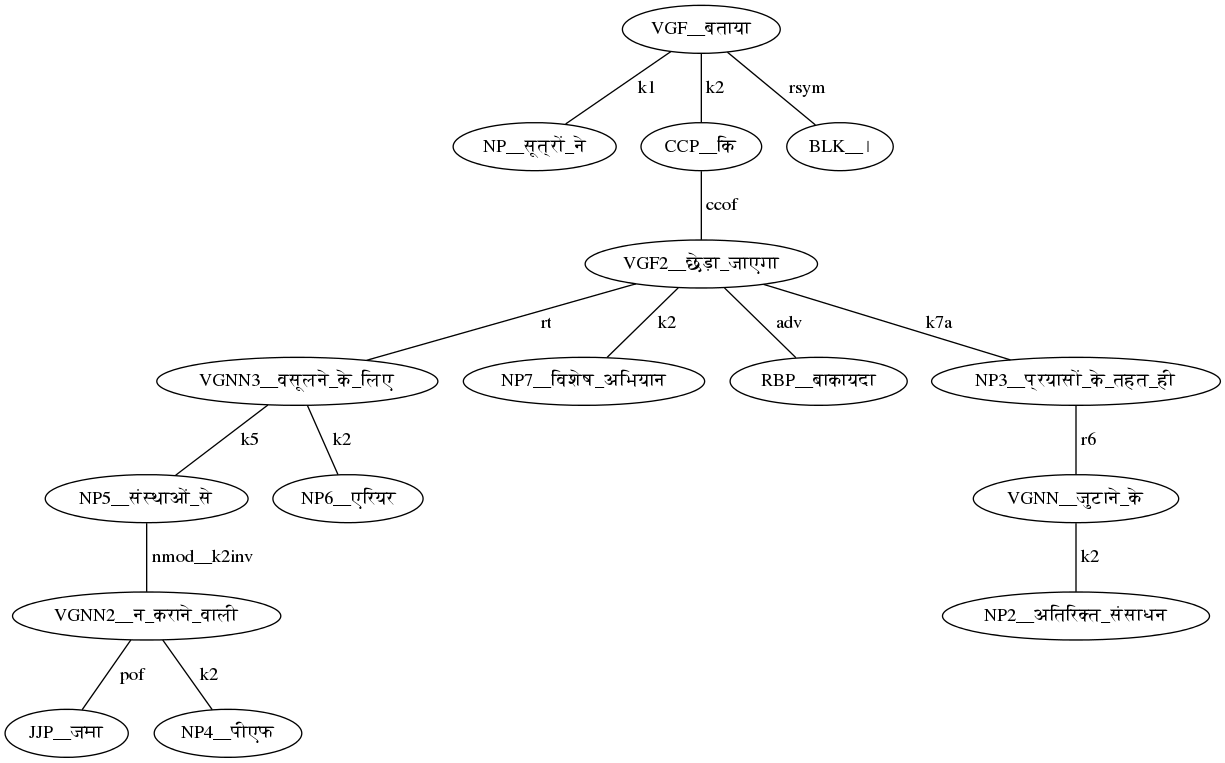 VGF__बताया
k1 k2 rsym
NP__सूत्रों_ने CCP__कि BLK__।
ccof
VGF2__छेड़ा_जाएगा
rt k2 adv k7a
VGNN3__वसूलने_के_लिए NP7__विशेष_अभियान RBP__बाकायदा NP3__प्रयासों_के_तहत_ही
k5 k2 r6
NP5__संस्थाओं_से NP6__एरियर VGNN__जुटाने_के
nmod__k2inv k2
VGNN2__न_कराने_वाली NP2__अतिरिक्त_संसाधन
pof k2
JJP__जमा NP4__पीएफ